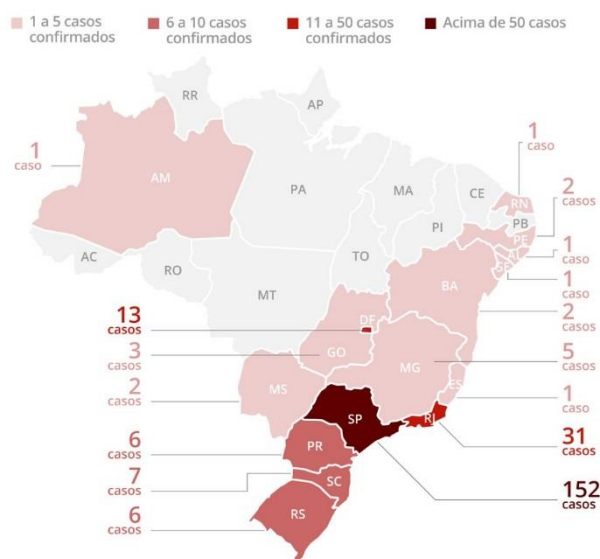 1 a 5 casos
confirmados
6 a 10 casos
confirmados
11 a 50 casos
confirmados
Acima de 50 casos
RR
AP
1
caso
AM
PA
MA
CE
1
caso
RN
2
casos
PB
PE
PI
AC
RO
TO
AL
1
caso
SE
1
caso
MT
BA
2
casos
13
casos
DF
3
casos
GO
MG
5
casos
2
casos
MS
ES
1
caso
SP
RJ
31
casos
6
casos
PR
7
casos
SC
152
casos
6
casos
RS